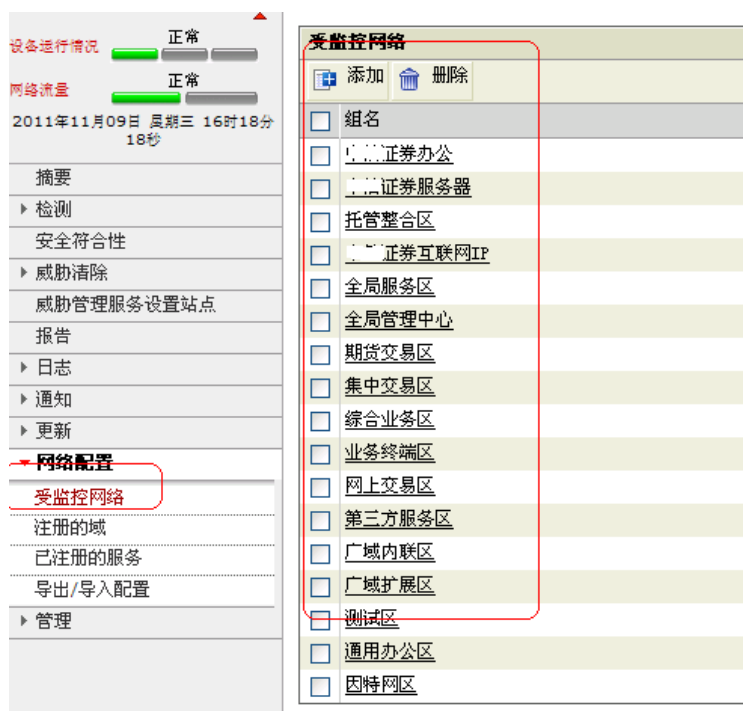 设备运行情况 正常
网络流量 正常
2011年11月09日 星期三 16时18分
18秒
摘要
检测
安全符合性
威胁清除
威胁管理服务设置站点
报告
日志
通知
更新
网络配置
受监控网络
注册的域
已注册的服务
导出/导入配置
管理
受监控网络
添加 删除
组名
证券办公
证券服务器
托管整合区
证券互联网IP
全局服务区
全局管理中心
期货交易区
集中交易区
综合业务区
业务终端区
网上交易区
第三方服务区
广域内联区
广域扩展区
测试区
通用办公区
因特网区